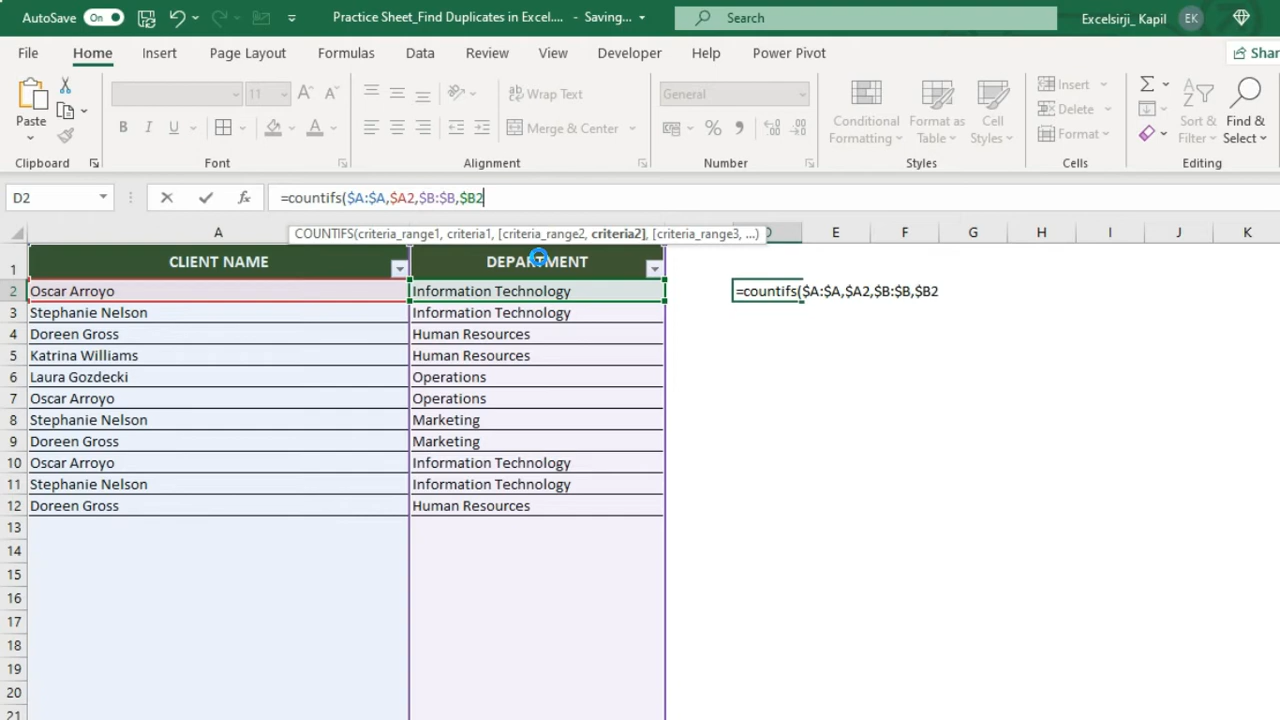 AutoSave On Practice Sheet_Find Duplicates in Excel.... - Saving... Search Excelsirji_ Kapil EK
File Home Insert Page Layout Formulas Data Review View Developer Help Power Pivot Shar
Paste 11 A A Wrap Text General Conditional Formatting Format as Table Cell Styles Insert Sort & Filter Find & Select
B I U A Merge & Center % Delete
Format
Clipboard Font Alignment Number Styles Cells Editing
D2 fx =countifs($A:$A,$A2,$B:$B,$B2
COUNTIFS(criteria_range1, criteria1, [criteria_range2, criteria2], [criteria_range3, ...)
A E F G H I J K
1 CLIENT NAME DEPARTMENT
2 Oscar Arroyo Information Technology =countifs($A:$A,$A2,$B:$B,$B2
3 Stephanie Nelson Information Technology
4 Doreen Gross Human Resources
5 Katrina Williams Human Resources
6 Laura Gozdecki Operations
7 Oscar Arroyo Operations
8 Stephanie Nelson Marketing
9 Doreen Gross Marketing
10 Oscar Arroyo Information Technology
11 Stephanie Nelson Information Technology
12 Doreen Gross Human Resources
13
14
15
16
17
18
19
20
21